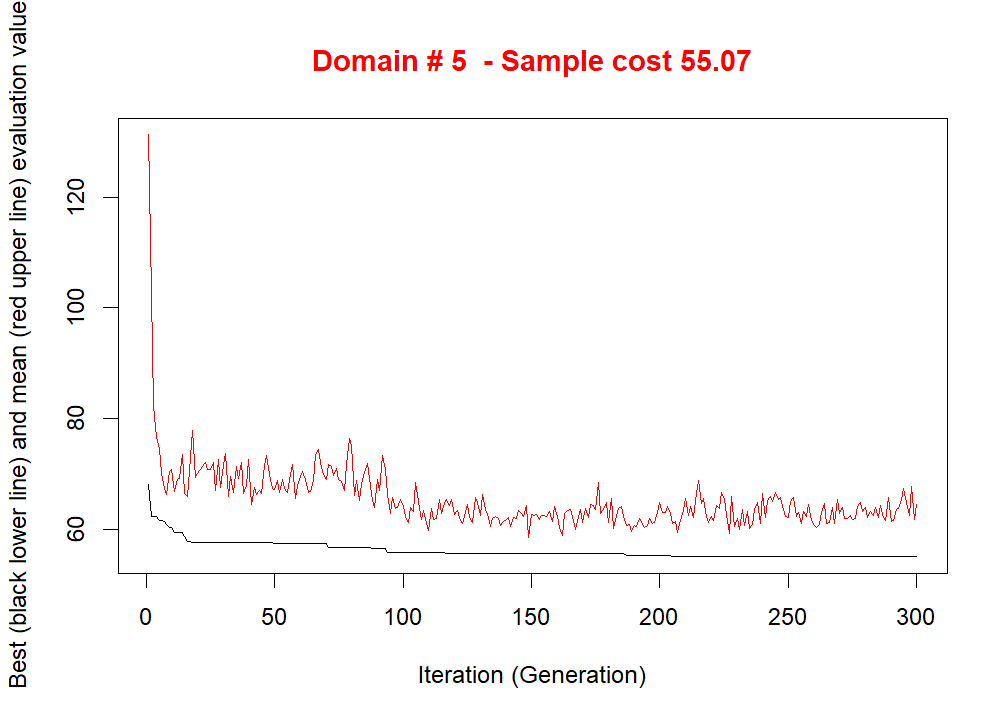 Domain # 5  - Sample cost 55.07
Best (black lower line) and mean (red upper line) evaluation value
120
100
80
60
0 50 100 150 200 250 300
Iteration (Generation)